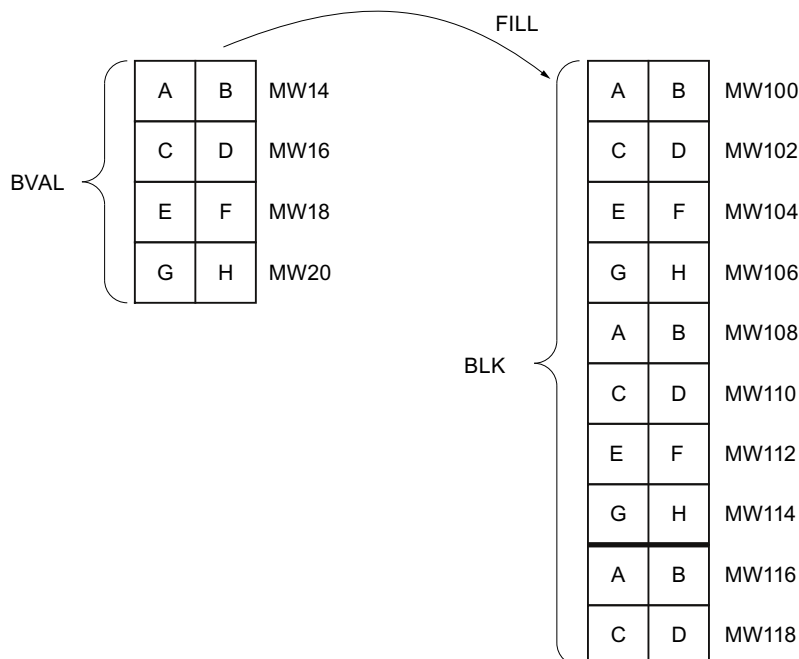 FILL
A B MW14
C D MW16
BVAL
E F MW18
G H MW20
A B MW100
C D MW102
E F MW104
G H MW106
A B MW108
BLK
C D MW110
E F MW112
G H MW114
A B MW116
C D MW118